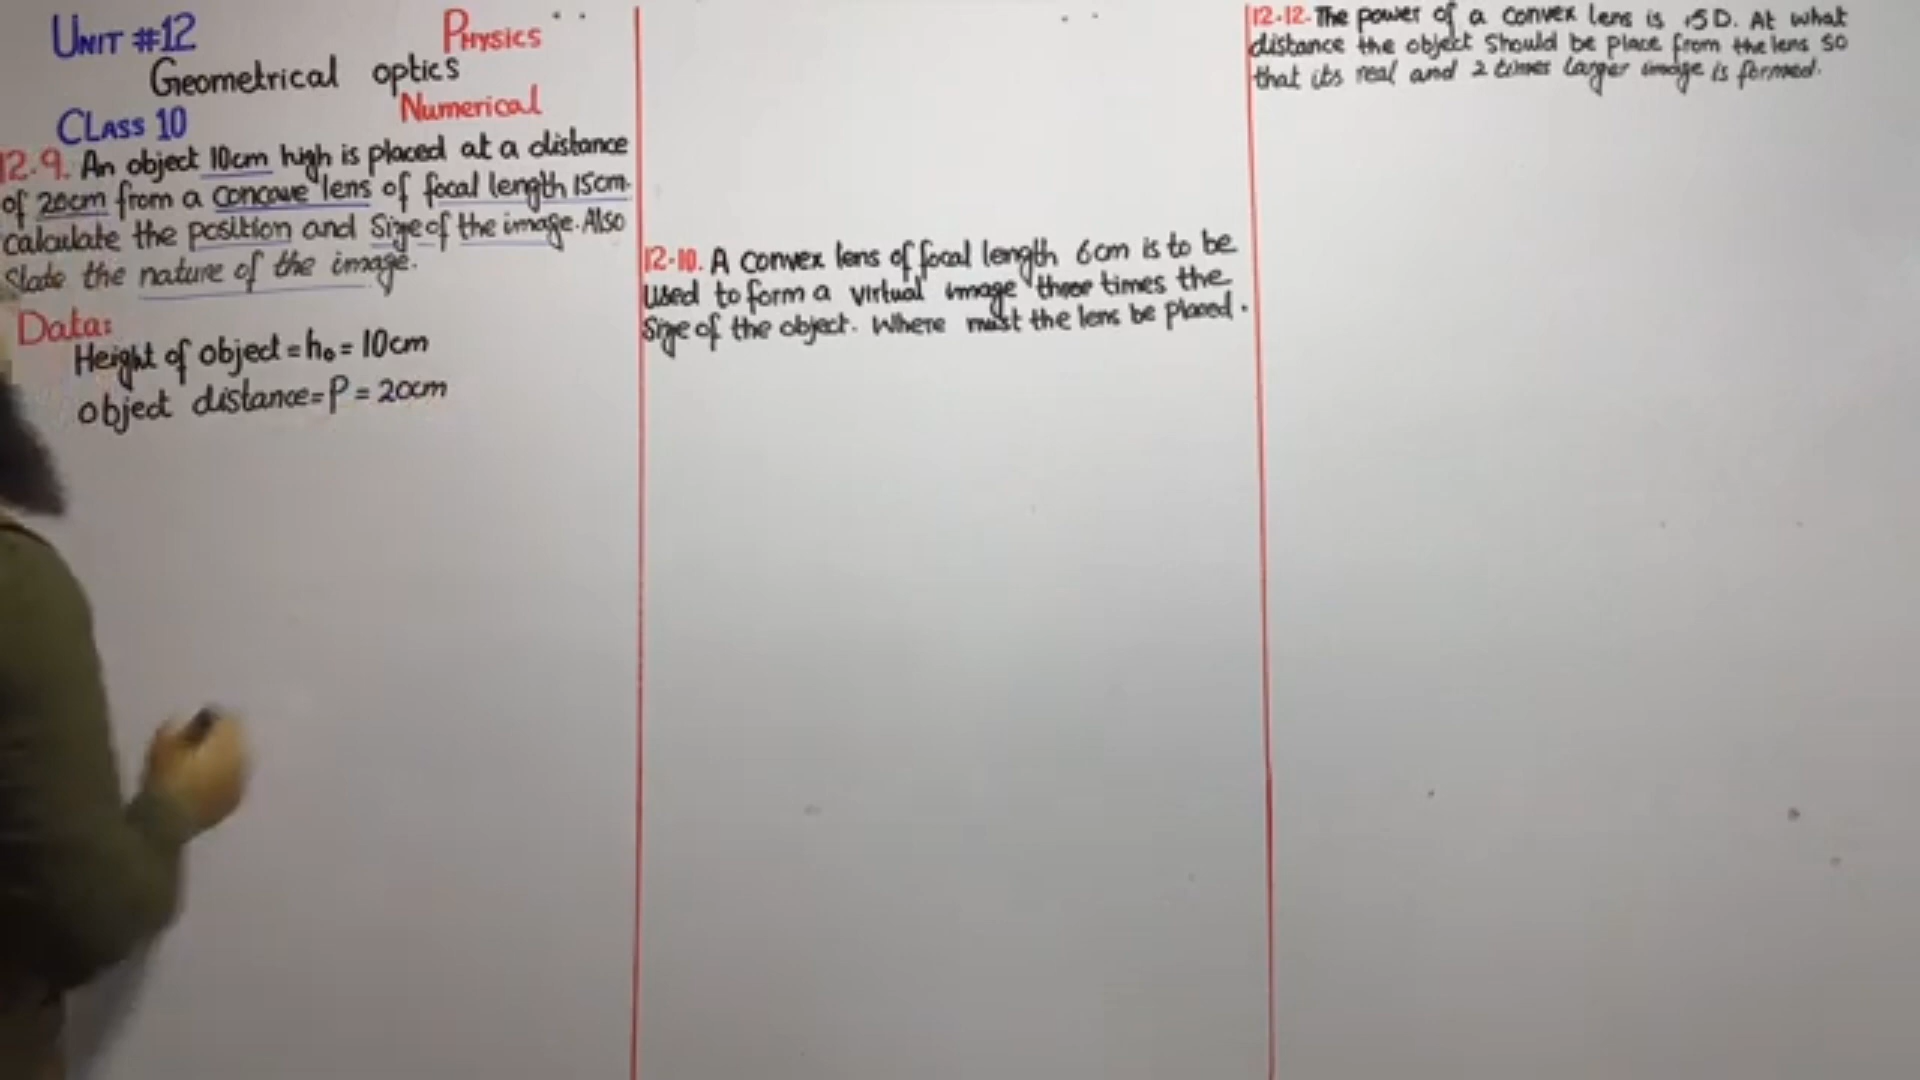 UNIT #12
Physics
Geometrical optics
Numerical
CLass 10
12.9. An object 10cm high is placed at a distance
of 20cm from a concave lens of focal length 15cm.
calculate the position and Size of the image. Also
State the nature of the image.
Data:
Height of object = h₀ = 10cm
object distance = P = 20cm
12.10. A convex lens of focal length 6cm is to be
used to form a virtual image three times the
Size of the object. Where must the lens be placed.
12.12. The power of a convex lens is 5D. At what
distance the object Should be place from the lens so
that its real and 2 times larger image is formed.